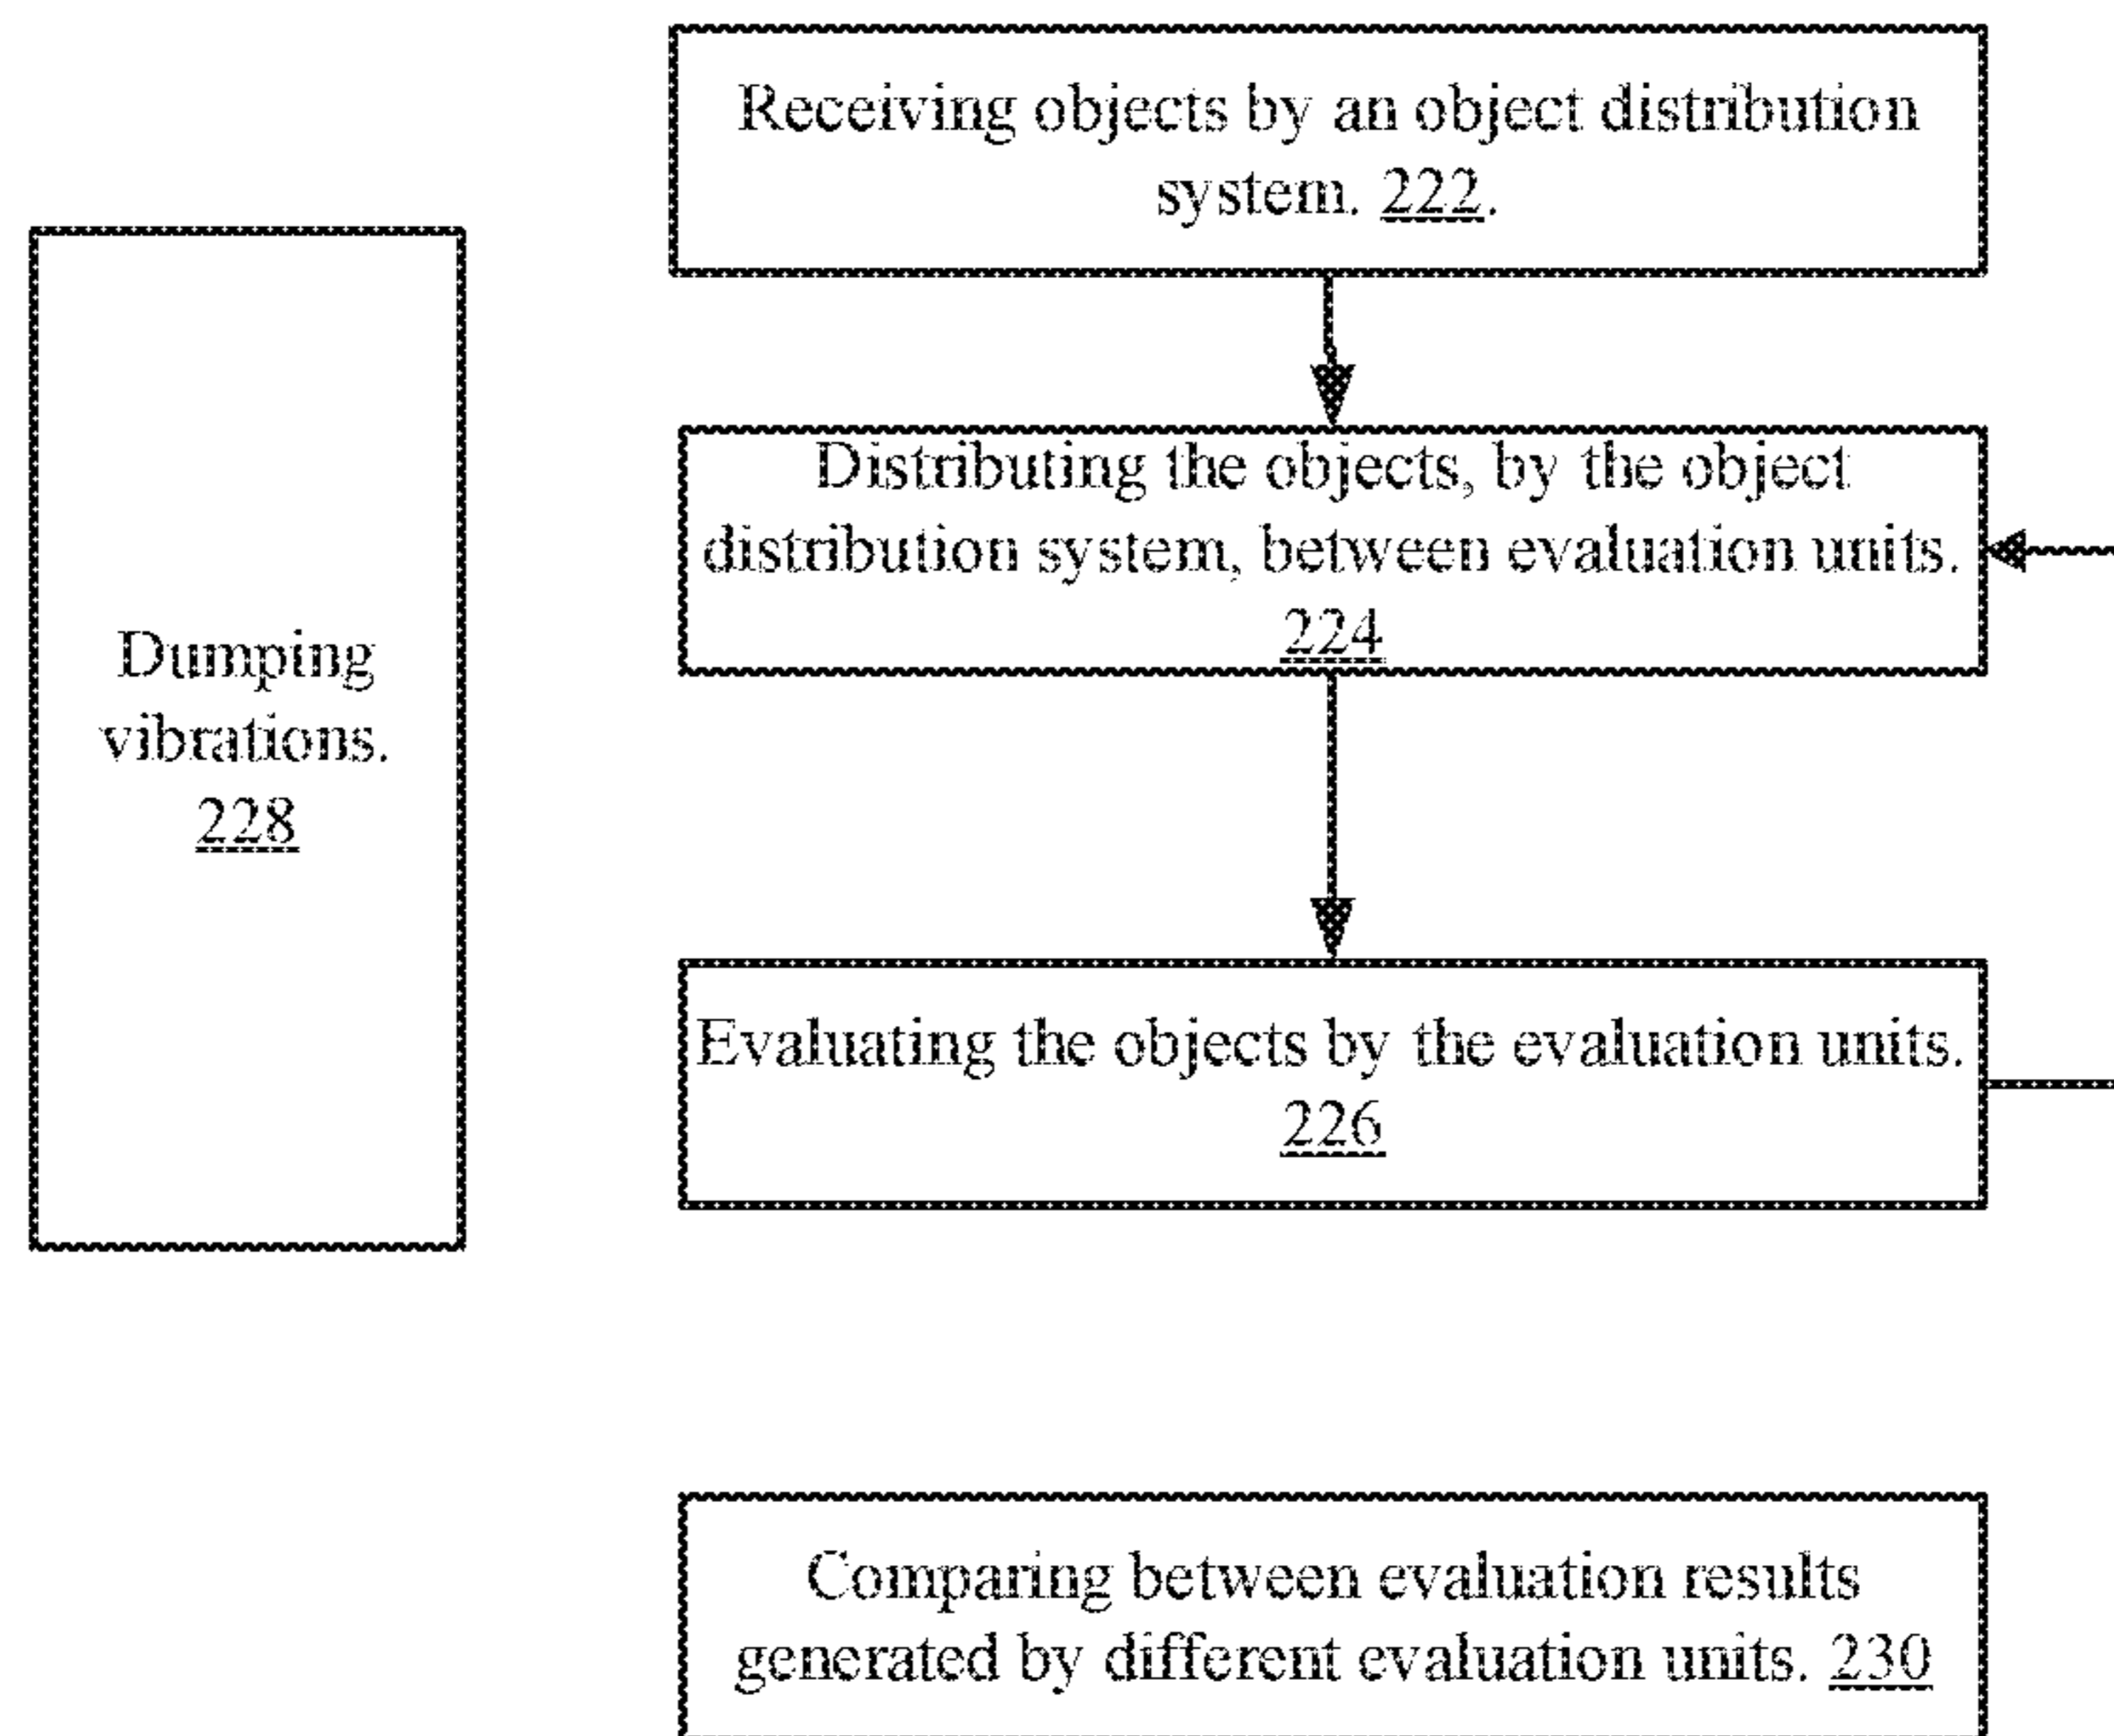 Receiving objects by an object distribution
system. 222.
Distributing the objects, by the object
distribution system, between evaluation units.
224
Dumping
vibrations.
228
Evaluating the objects by the evaluation units.
226
Comparing between evaluation results
generated by different evaluation units. 230